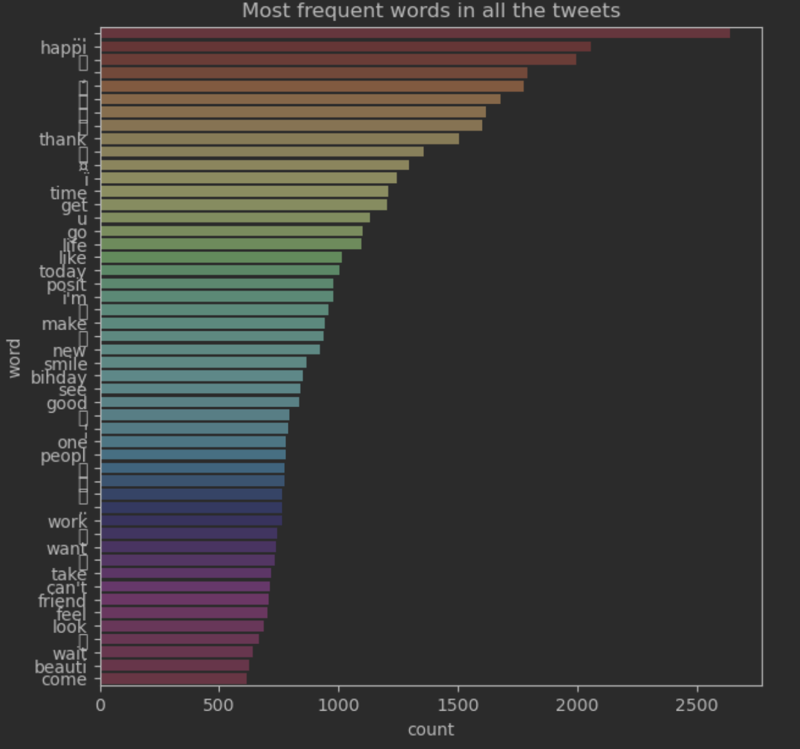 Most frequent words in all the tweets
...
happi
thank
¤
ï
time
get
u
go
life
like
today
posit
i'm
make
new
smile
bihday
see
good
one
peopl
work
want
take
can't
friend
feel
look
wait
beauti
come
word
0 500 1000 1500 2000 2500
count